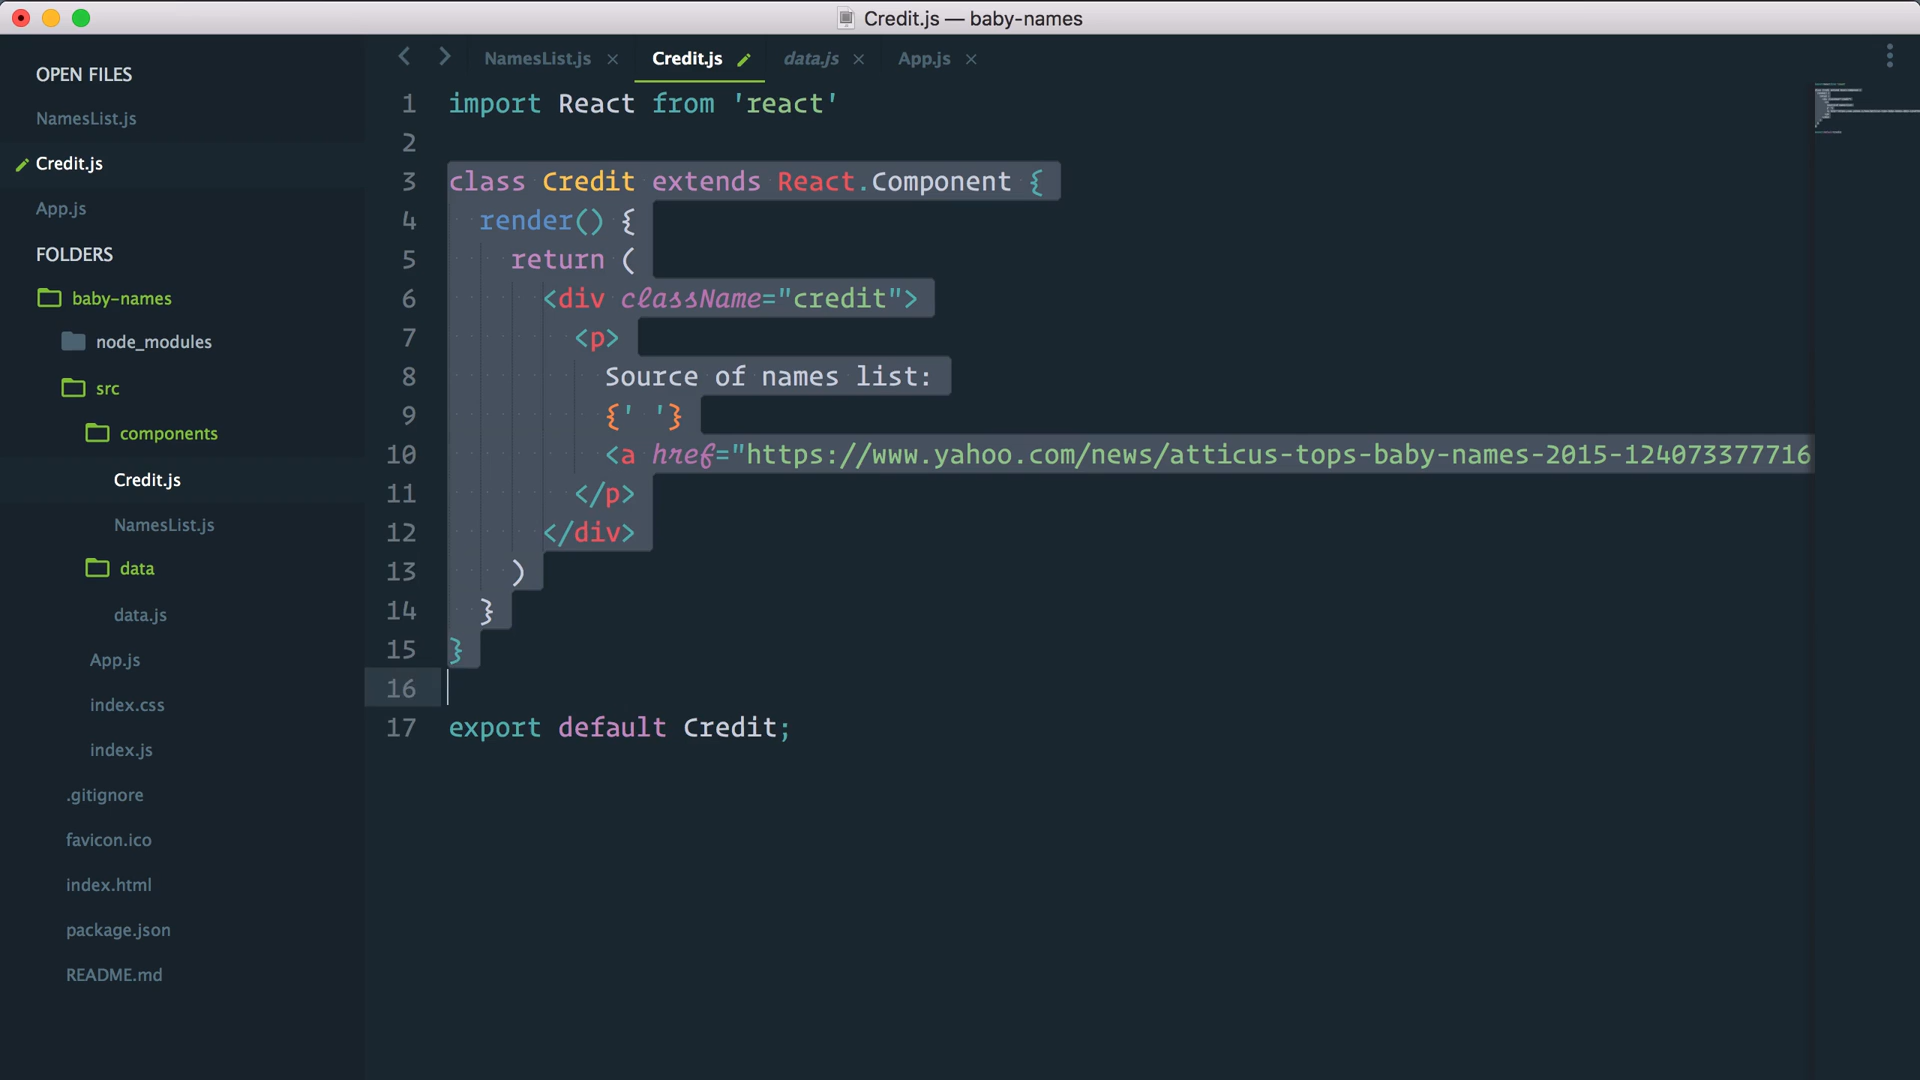 Credit.js — baby-names
OPEN FILES
NamesList.js
Credit.js
App.js
FOLDERS
baby-names
node_modules
src
components
Credit.js
NamesList.js
data
data.js
App.js
index.css
index.js
.gitignore
favicon.ico
index.html
package.json
README.md
NamesList.js × Credit.js data.js × App.js ×
1 import React from 'react'
2
3 class Credit extends React.Component {
4 render() {
5 return (
6 <div className="credit">
7 <p>
8 Source of names list:
9 {' '}
10 <a href="https://www.yahoo.com/news/atticus-tops-baby-names-2015-124073377716
11 </p>
12 </div>
13 )
14 }
15 }
16
17 export default Credit;